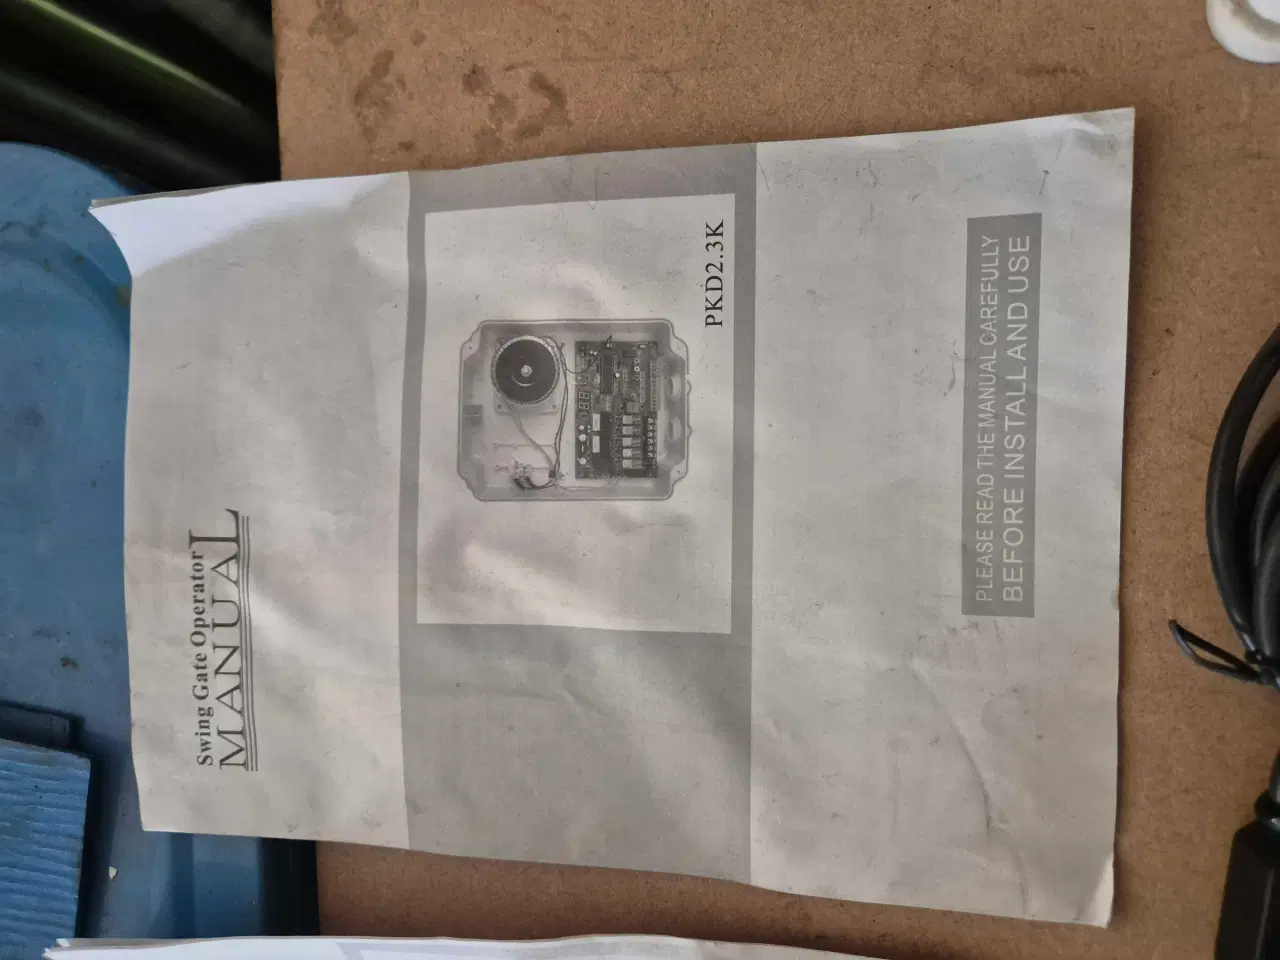 Swing Gate Operator
MANUAL
PKD2.3K
PLEASE READ THE MANUAL CAREFULLY
BEFORE INSTALL AND USE